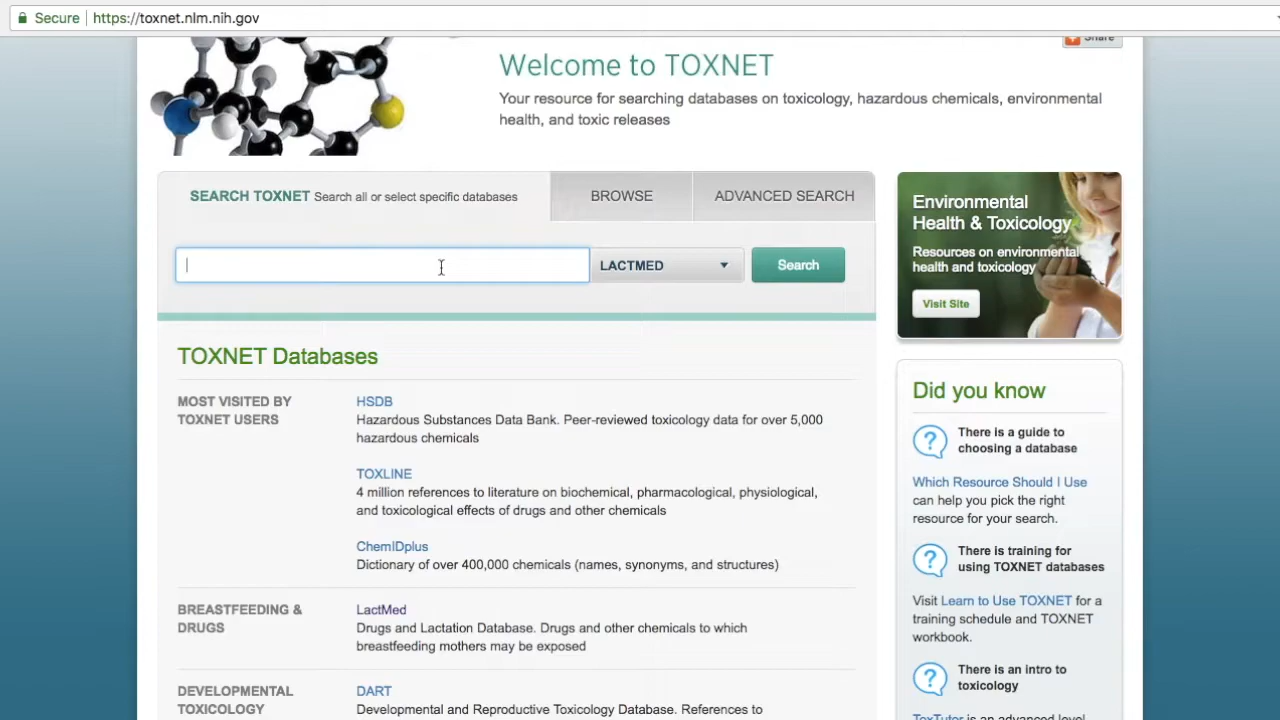 Secure https://toxnet.nlm.nih.gov
Share
Welcome to TOXNET
Your resource for searching databases on toxicology, hazardous chemicals, environmental
health, and toxic releases
SEARCH TOXNET Search all or select specific databases
BROWSE
ADVANCED SEARCH
LACTMED
Search
Environmental
Health & Toxicology
Resources on environmental
health and toxicology
Visit Site
TOXNET Databases
MOST VISITED BY
TOXNET USERS
HSDB
Hazardous Substances Data Bank. Peer-reviewed toxicology data for over 5,000
hazardous chemicals
TOXLINE
4 million references to literature on biochemical, pharmacological, physiological,
and toxicological effects of drugs and other chemicals
ChemIDplus
Dictionary of over 400,000 chemicals (names, synonyms, and structures)
BREASTFEEDING &
DRUGS
LactMed
Drugs and Lactation Database. Drugs and other chemicals to which
breastfeeding mothers may be exposed
DEVELOPMENTAL
TOXICOLOGY
DART
Developmental and Reproductive Toxicology Database. References to
Did you know
There is a guide to
choosing a database
Which Resource Should I Use
can help you pick the right
resource for your search.
There is training for
using TOXNET databases
Visit Learn to Use TOXNET for a
training schedule and TOXNET
workbook.
There is an intro to
toxicology
ToxTutor is an advanced level